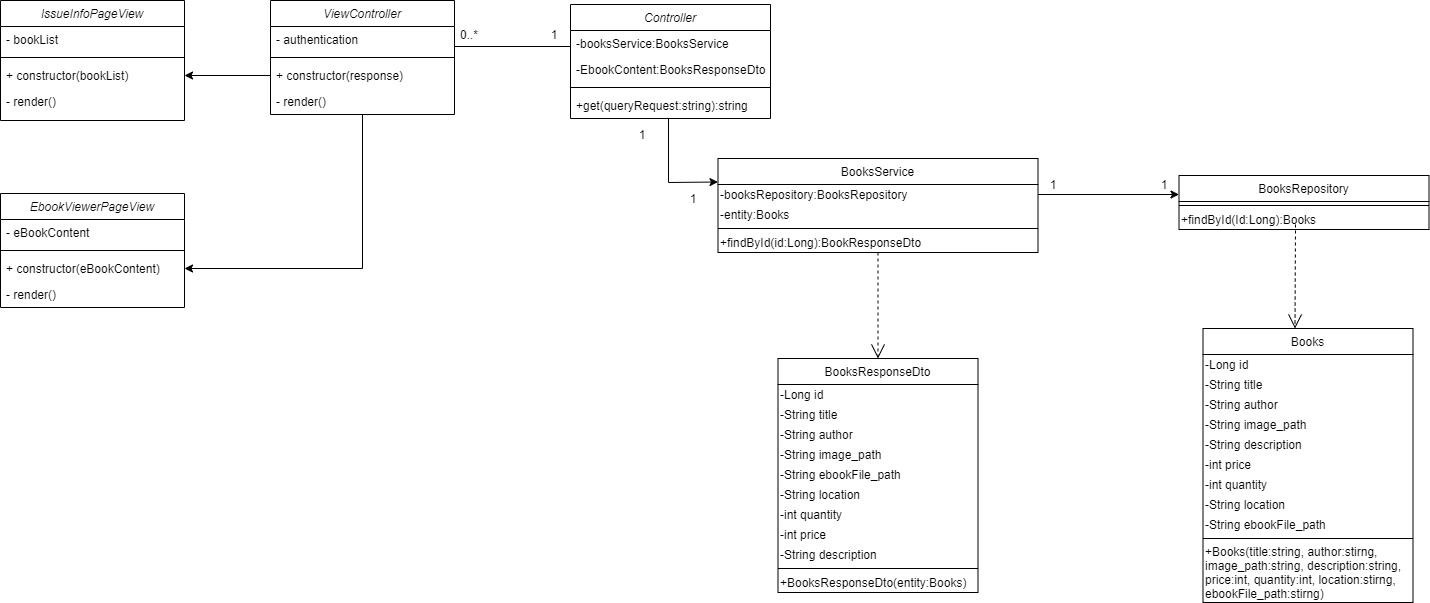 IssueInfoPageView
- bookList
+ constructor(bookList)
- render()
ViewController
- authentication
+ constructor(response)
- render()
0..*
1
Controller
-booksService:BooksService
-EbookContent:BooksResponseDto
+get(queryRequest:string):string
1
1
EbookViewerPageView
- eBookContent
+ constructor(eBookContent)
- render()
BooksService
-booksRepository:BooksRepository
-entity:Books
+findById(id:Long):BookResponseDto
1
1
BooksRepository
+findById(Id:Long):Books
BooksResponseDto
-Long id
-String title
-String author
-String image_path
-String ebookFile_path
-String location
-int quantity
-int price
-String description
+BooksResponseDto(entity:Books)
Books
-Long id
-String title
-String author
-String image_path
-String description
-int price
-int quantity
-String location
-String ebookFile_path
+Books(title:string, author:stirng,
image_path:string, description:string,
price:int, quantity:int, location:stirng,
ebookFile_path:stirng)